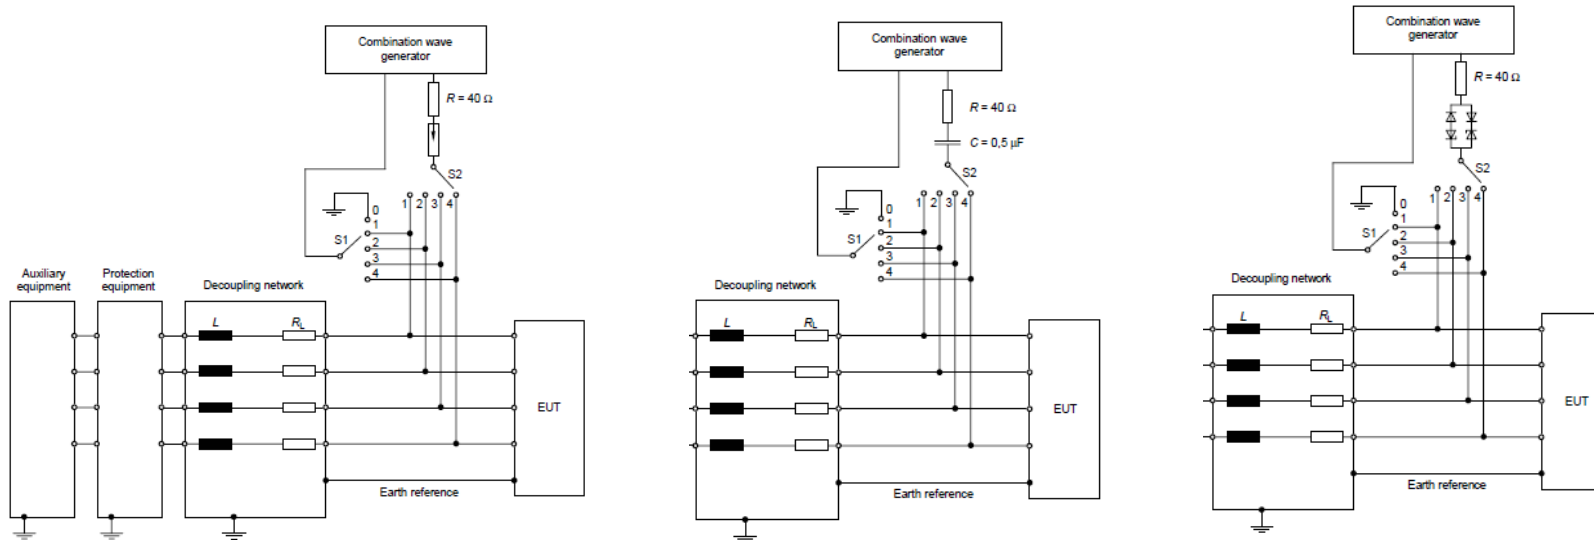 Combination wave
generator
R = 40 Ω
S2
1 2 3 4
0
1
2
3
4
S1
Auxiliary
equipment
Protection
equipment
Decoupling network
L
RL
EUT
Earth reference
Combination wave
generator
R = 40 Ω
C = 0,5 μF
S2
1 2 3 4
0
1
2
3
4
S1
Decoupling network
L
RL
EUT
Earth reference
Combination wave
generator
R = 40 Ω
S2
1 2 3 4
0
1
2
3
4
S1
Decoupling network
L
RL
EUT
Earth reference